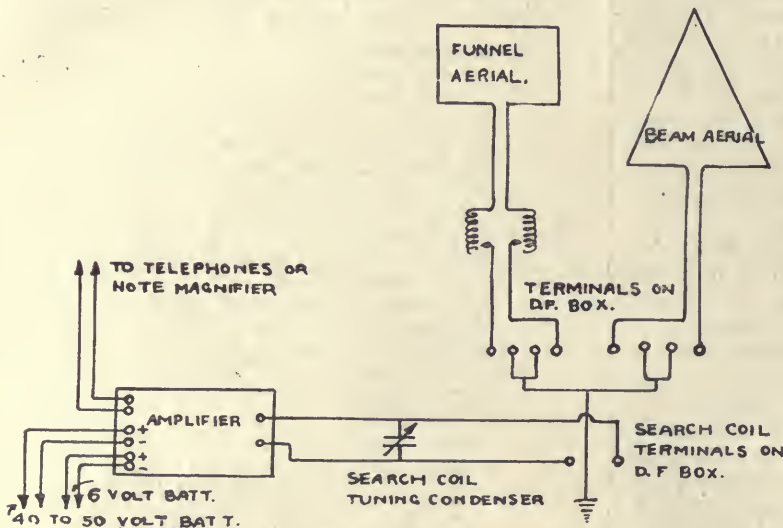 FUNNEL
AERIAL.
BEAM AERIAL
TO TELEPHONES OR
NOTE MAGNIFIER
TERMINALS ON
D.F. BOX.
AMPLIFIER
+
-
+
-
SEARCH COIL
TERMINALS ON
D.F BOX.
SEARCH COIL
TUNING CONDENSER
6 VOLT BATT.
40 TO 50 VOLT BATT.